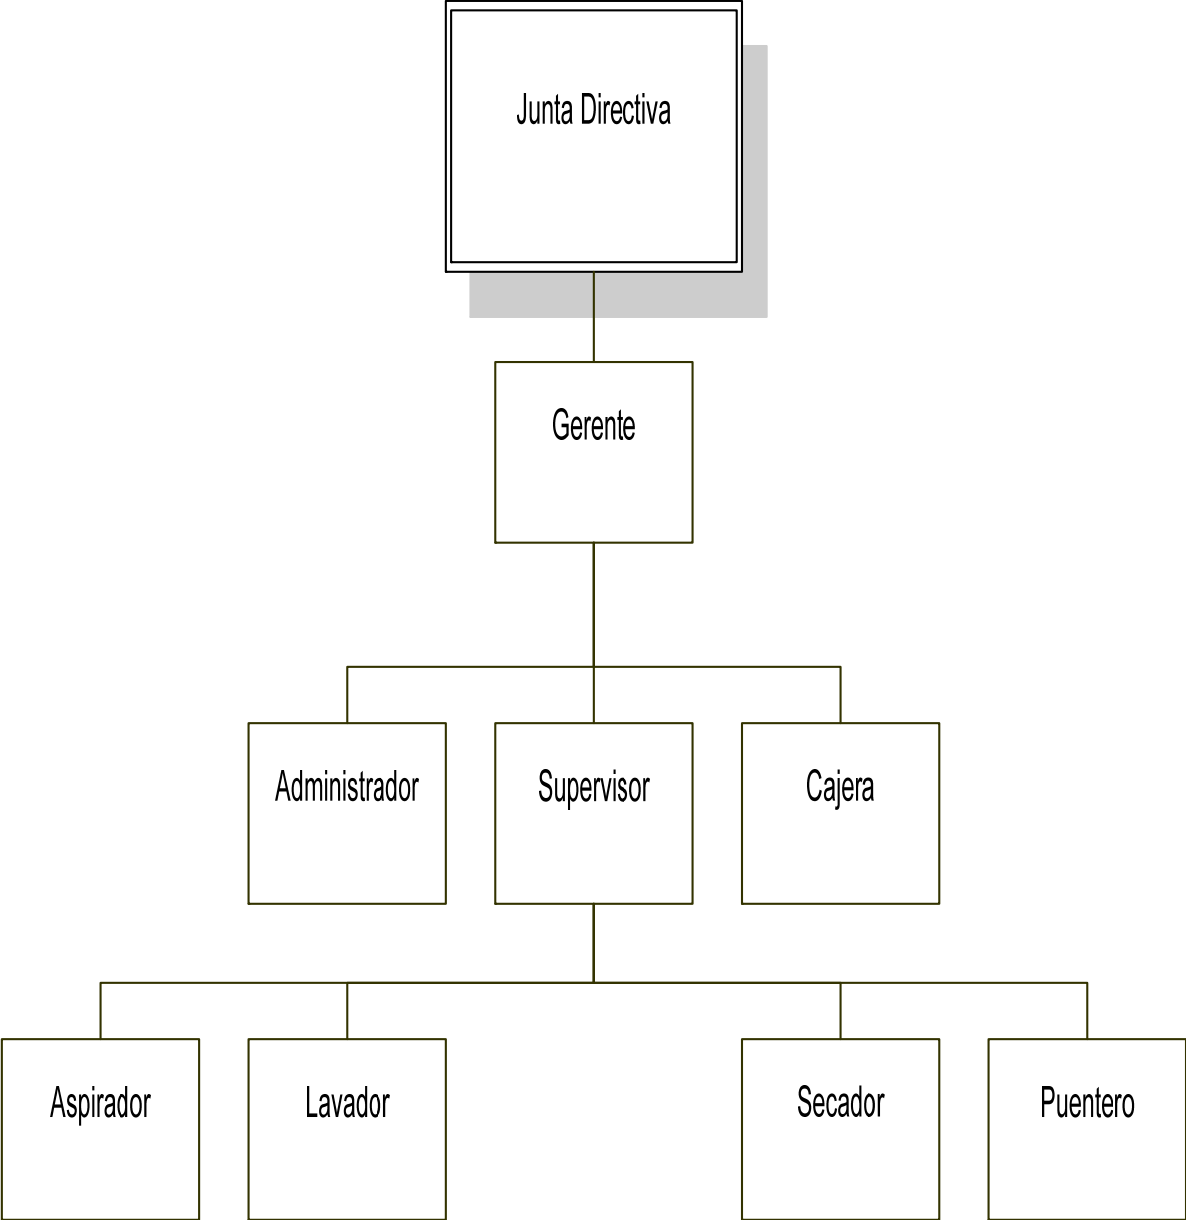 Junta Directiva
Gerente
Administrador
Supervisor
Cajera
Aspirador
Lavador
Secador
Puentero